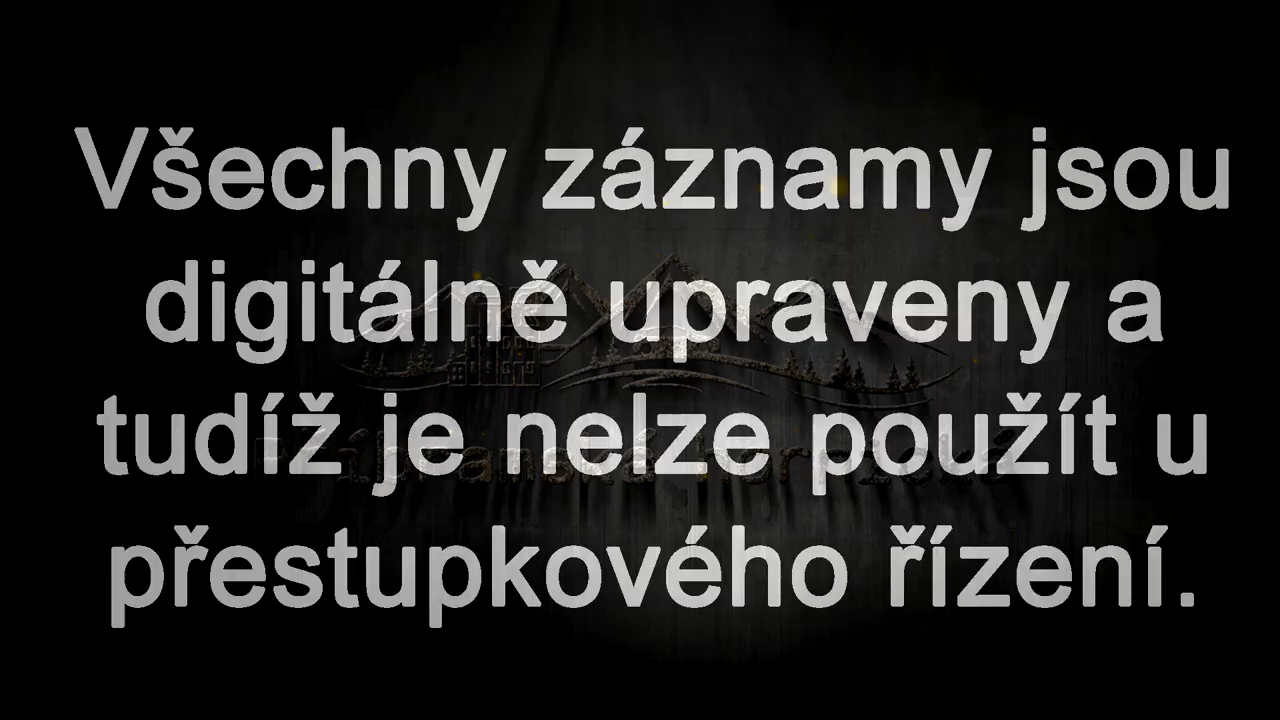 Všechny záznamy jsou
digitálně upraveny a
tudíž je nelze použít u
přestupkového řízení.